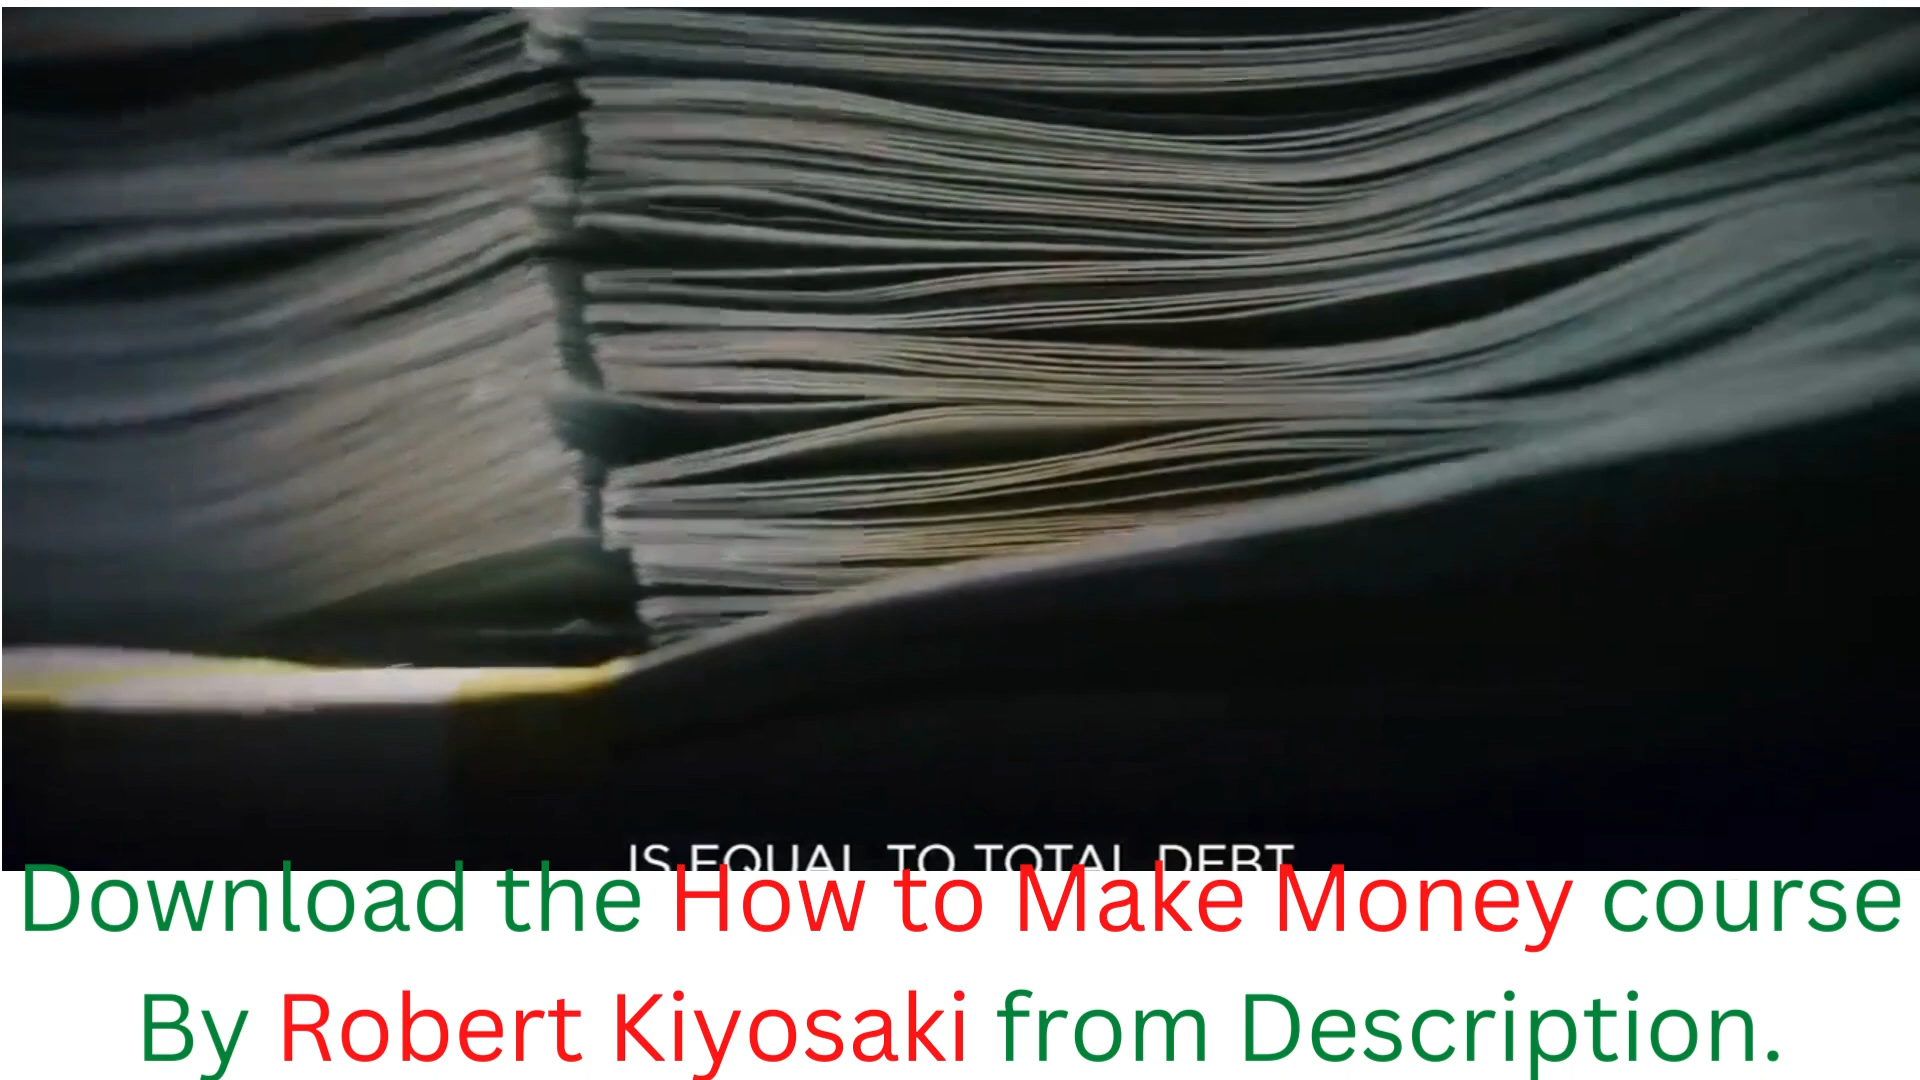 IS EQUAL TO TOTAL DEBT
Download the How to Make Money course
By Robert Kiyosaki from Description.